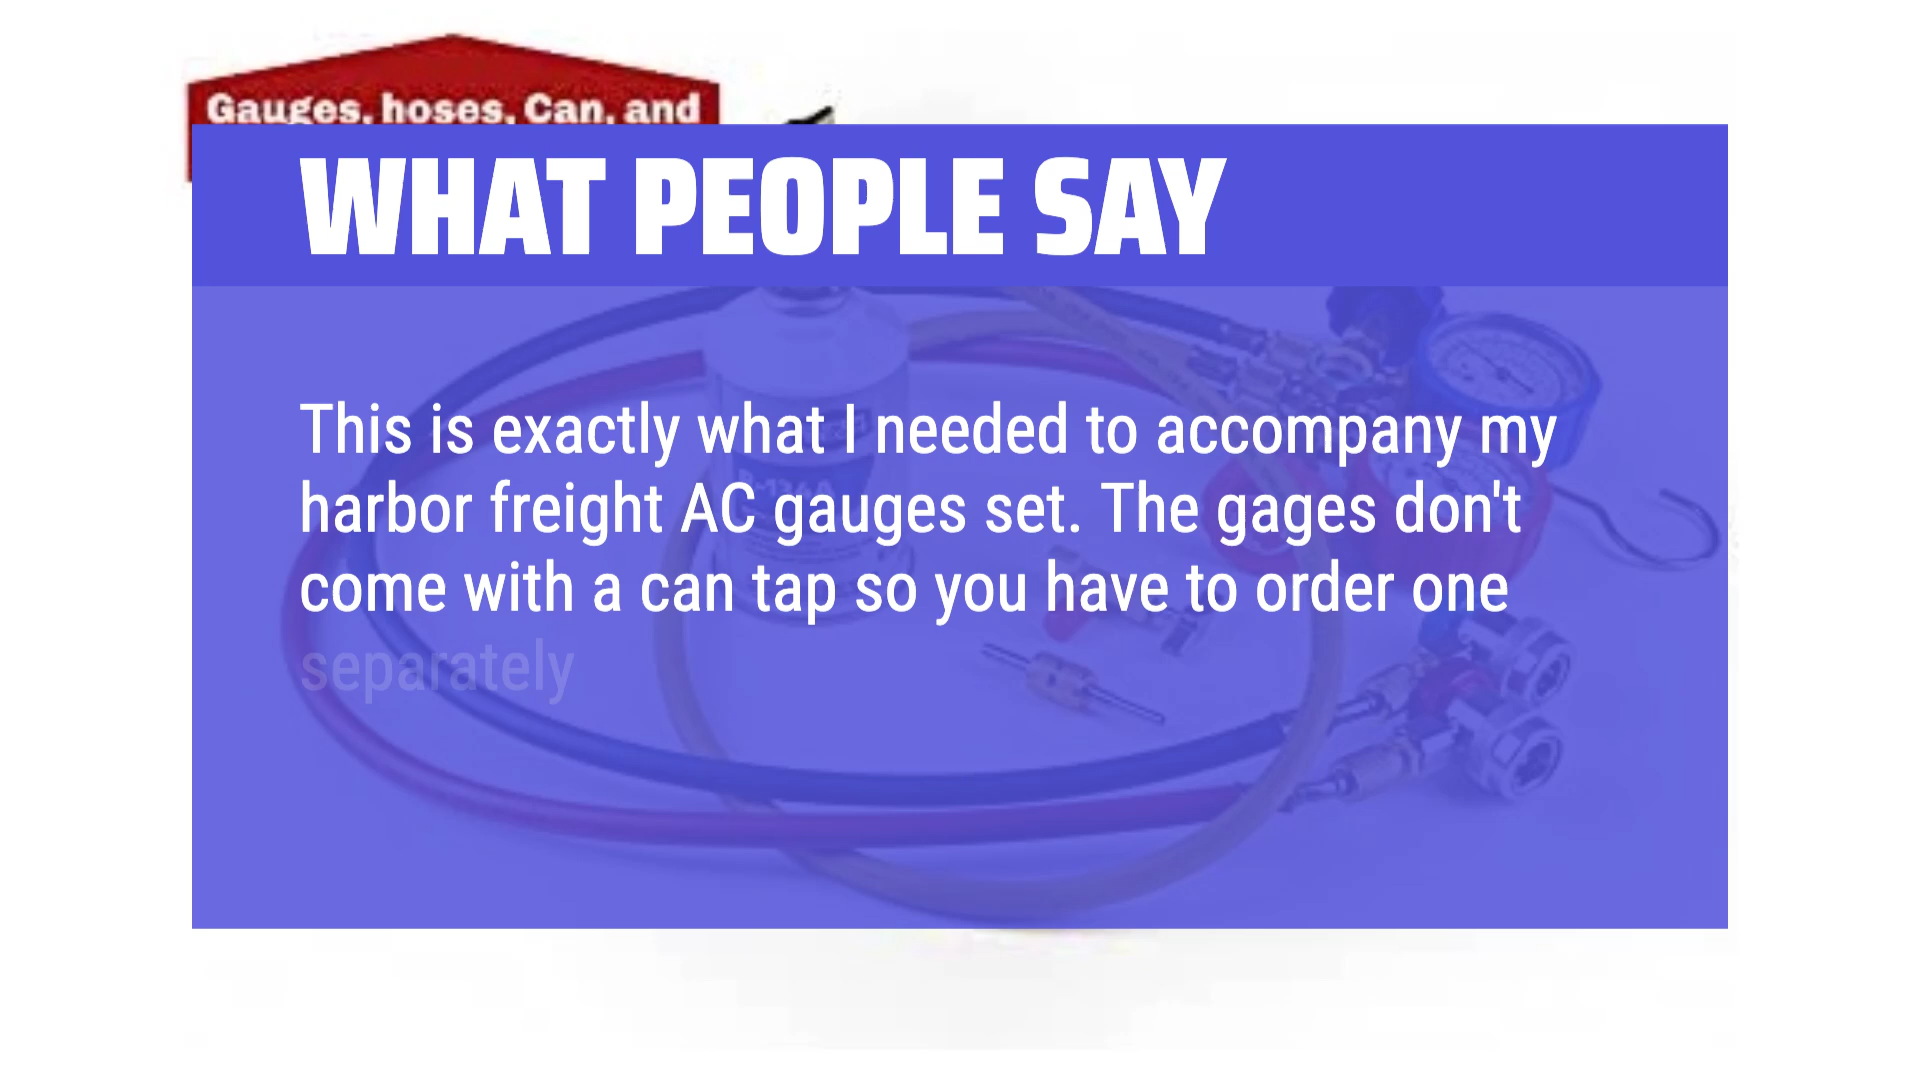 Gauges, hoses, Can, and
WHAT PEOPLE SAY
This is exactly what I needed to accompany my
harbor freight AC gauges set. The gages don't
come with a can tap so you have to order one
separately
R-134A